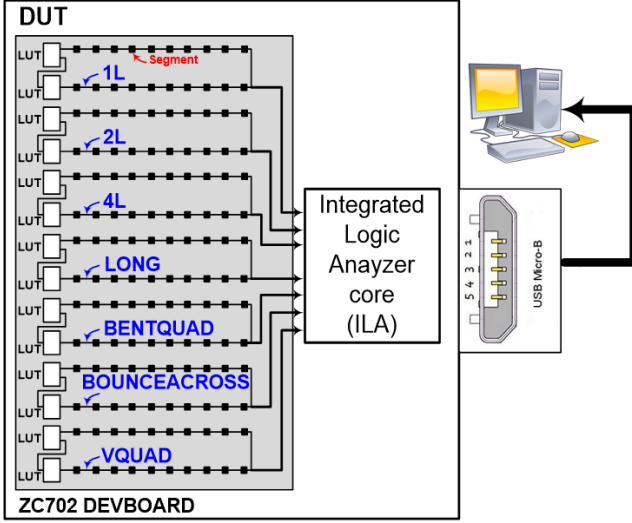 DUT
LUT
Segment
LUT
1L
LUT
LUT
2L
LUT
LUT
4L
LUT
LUT
LONG
LUT
LUT
BENTQUAD
LUT
LUT
BOUNCEACROSS
LUT
LUT
VQUAD
ZC702 DEVBOARD
Integrated
Logic
Anayzer
core
(ILA)
5 4 3 2 1
USB Micro-B